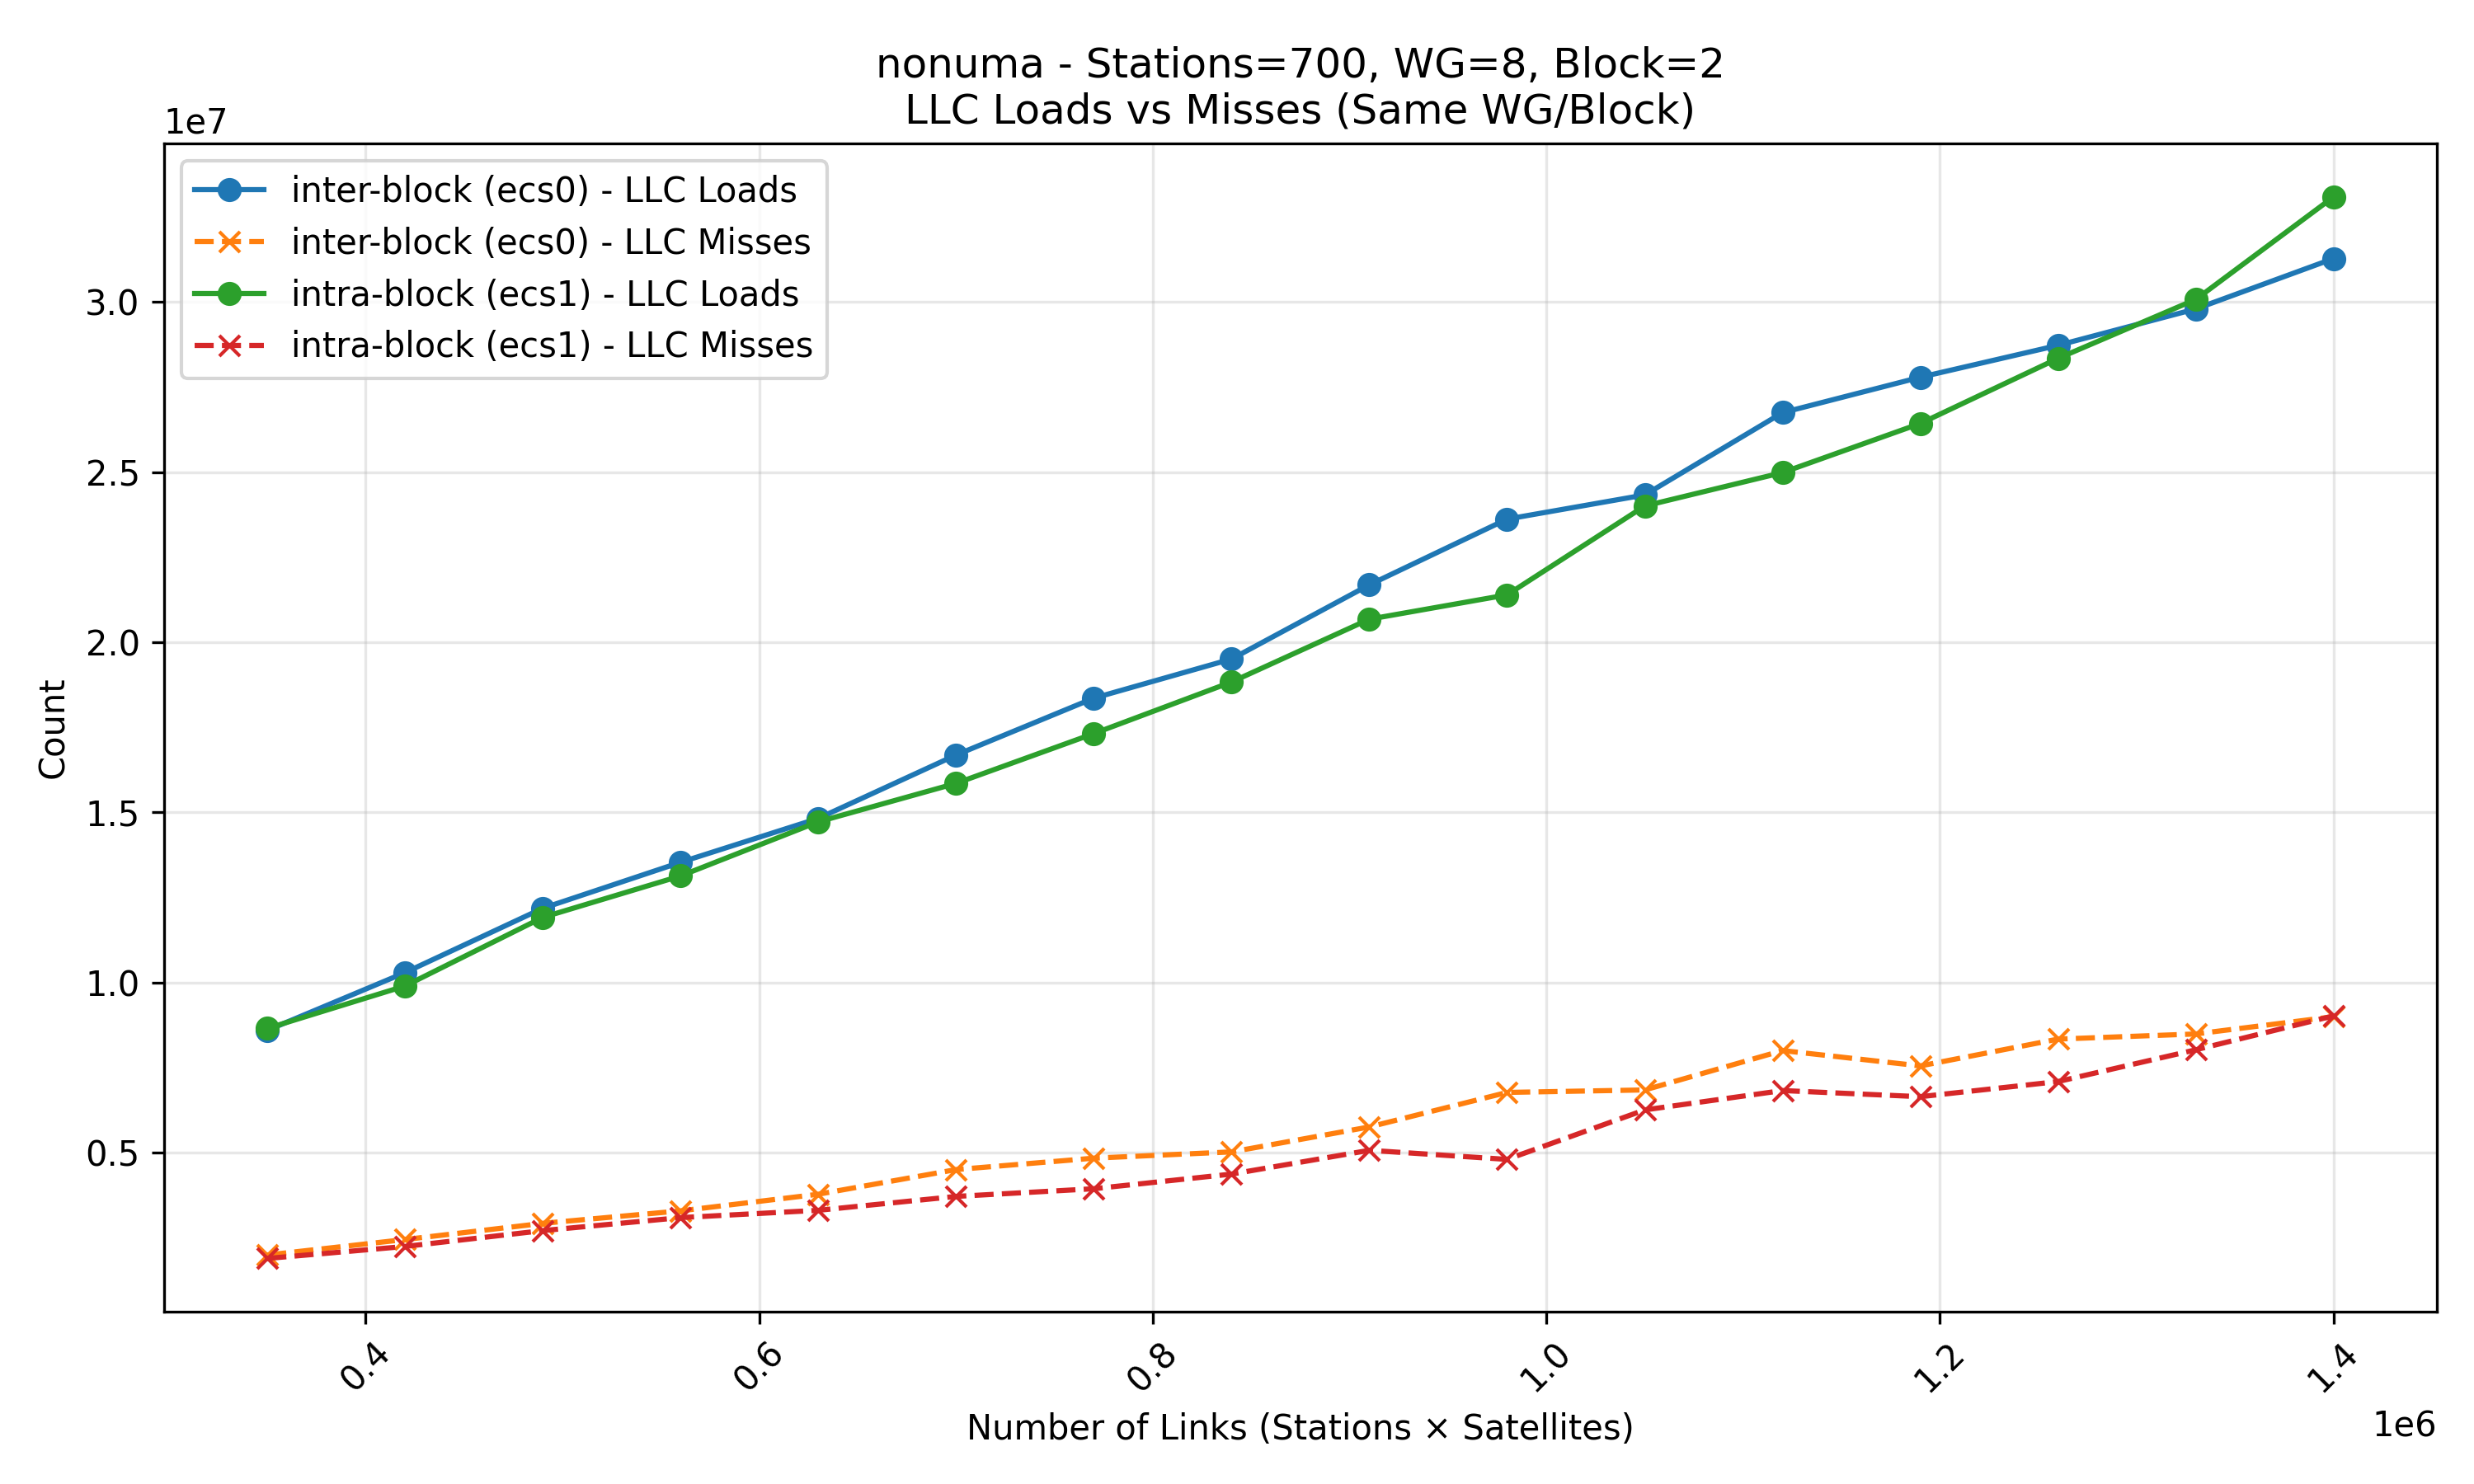 nonuma - Stations=700, WG=8, Block=2
LLC Loads vs Misses (Same WG/Block)
1e7
inter-block (ecs0) - LLC Loads
inter-block (ecs0) - LLC Misses
intra-block (ecs1) - LLC Loads
intra-block (ecs1) - LLC Misses
3.0
2.5
2.0
1.5
1.0
0.5
Count
0.4
0.6
0.8
1.0
1.2
1.4
Number of Links (Stations × Satellites)
1e6